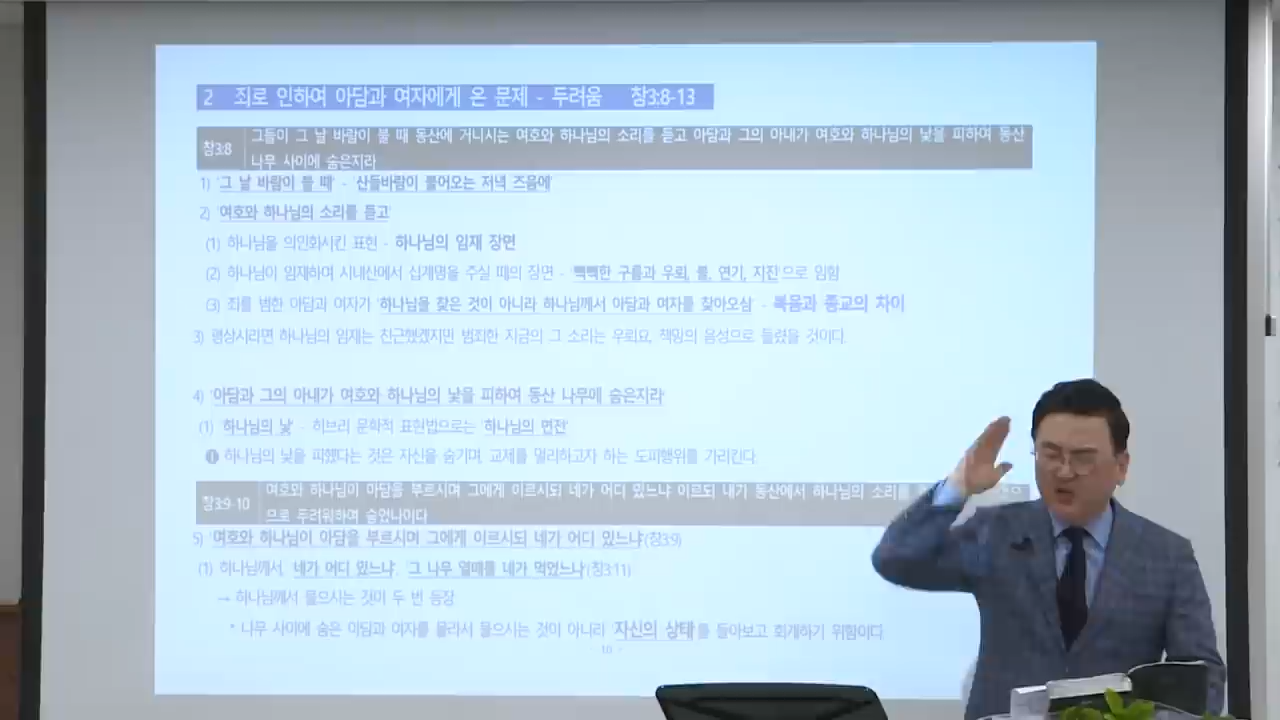 2 죄로 인하여 아담과 여자에게 온 문제 - 두려움 창3:8-13
창3:8 그들이 그 날 바람이 불 때 동산에 거니시는 여호와 하나님의 소리를 듣고 아담과 그의 아내가 여호와 하나님의 낯을 피하여 동산
나무 사이에 숨은지라
1) '그 날 바람이 불 때' - '산들바람이 불어오는 저녁 즈음에'
2) '여호와 하나님의 소리를 듣고'
(1) 하나님을 의인화시킨 표현 - 하나님의 임재 장면
(2) 하나님이 임재하며 시내산에서 십계명을 주실 때의 장면 - '빽빽한 구름과 우뢰, 불, 연기, 지진'으로 임함
(3) 죄를 범한 아담과 여자가 '하나님을 찾은 것이 아니라 하나님께서 아담과 여자를 찾아오심' - 복음과 종교의 차이
3) 평상시라면 하나님의 임재는 친근했겠지만 범죄한 지금의 그 소리는 우뢰요, 책망의 음성으로 들렸을 것이다.
4) '아담과 그의 아내가 여호와 하나님의 낯을 피하여 동산 나무에 숨은지라'
(1) '하나님의 낯' - 히브리 문학적 표현법으로는 '하나님의 면전'
❶ 하나님의 낯을 피했다는 것은 자신을 숨기며, 교제를 멀리하고자 하는 도피행위를 가리킨다.
창3:9-10 여호와 하나님이 아담을 부르시며 그에게 이르시되 네가 어디 있느냐 이르되 내가 동산에서 하나님의 소리를
으로 두려워하여 숨었나이다
5) '여호와 하나님이 아담을 부르시며 그에게 이르시되 네가 어디 있느냐'(창3:9)
(1) 하나님께서, '네가 어디 있느냐', '그 나무 열매를 네가 먹었느냐'(창3:11)
→ 하나님께서 물으시는 것이 두 번 등장
* 나무 사이에 숨은 아담과 여자를 몰라서 물으시는 것이 아니라 '자신의 상태'를 돌아보고 회개하기 위함이다
- 10 -